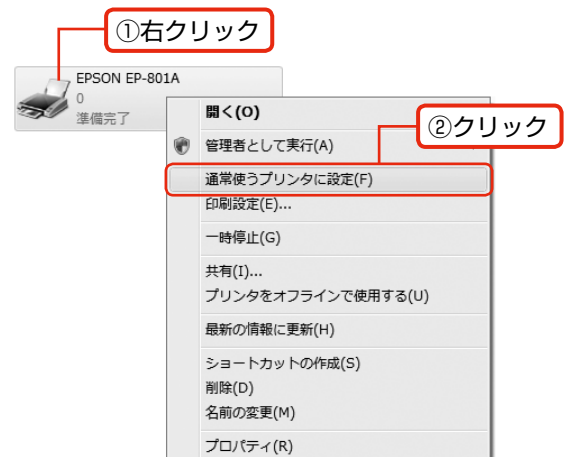 ①右クリック
EPSON EP-801A
0
準備完了
開く(O)
②クリック
管理者として実行(A)
通常使うプリンタに設定(F)
印刷設定(E)...
一時停止(G)
共有(I)...
プリンタをオフラインで使用する(U)
最新の情報に更新(H)
ショートカットの作成(S)
削除(D)
名前の変更(M)
プロパティ(R)